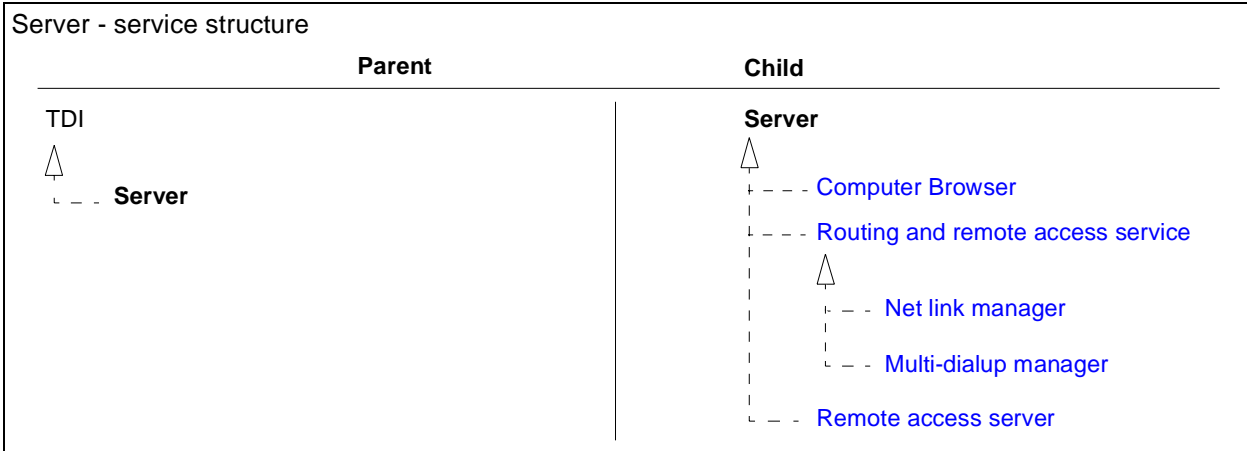 Server - service structure
Parent
Child
TDI
Server
Server
Computer Browser
Routing and remote access service
Net link manager
Multi-dialup manager
Remote access server